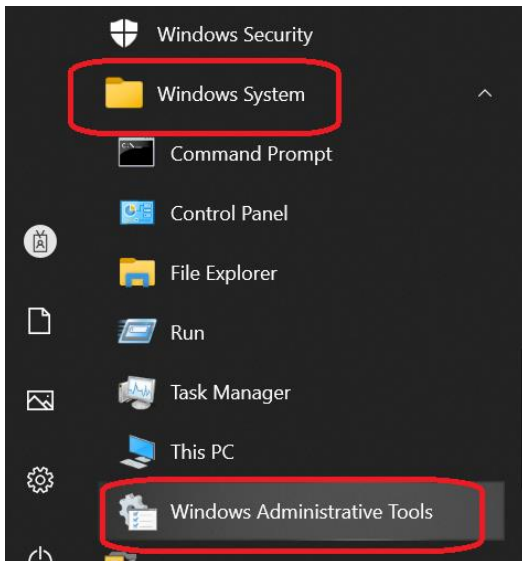 Windows Security
Windows System
Command Prompt
Control Panel
File Explorer
Run
Task Manager
This PC
Windows Administrative Tools